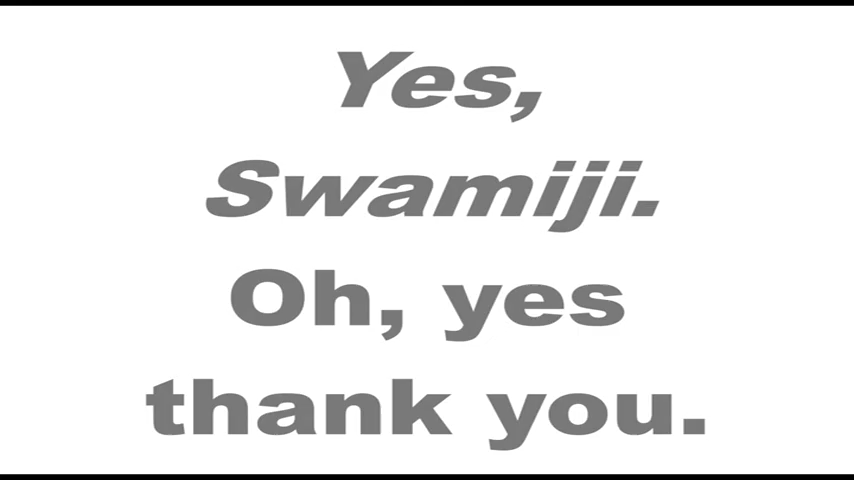 Yes,
Swamiji.
Oh, yes
thank you.